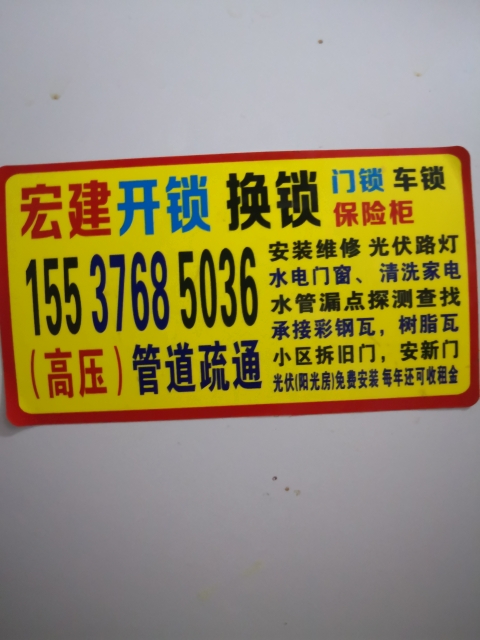 宏建开锁 换锁 门锁 车锁
保险柜
155 3768 5036
(高压)管道疏通
安装维修 光伏路灯
水电门窗、清洗家电
水管漏点探测查找
承接彩钢瓦，树脂瓦
小区拆旧门，安新门
光伏(阳光房)免费安装 每年还可收租金